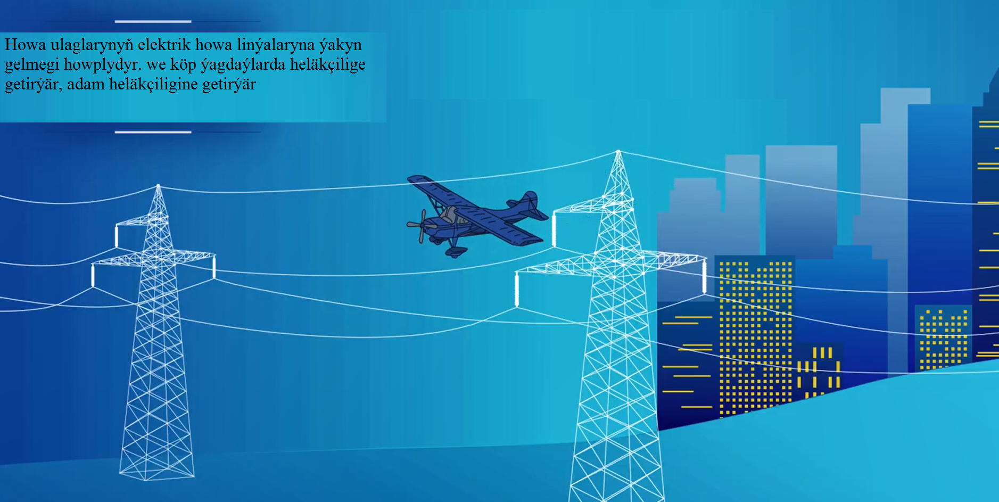 Howa ulaglarynyň elektrik howa linýalaryna ýakyn
gelmegi howplydyr. we köp ýagdaýlarda heläkçilige
getirýär, adam heläkçiligine getirýär